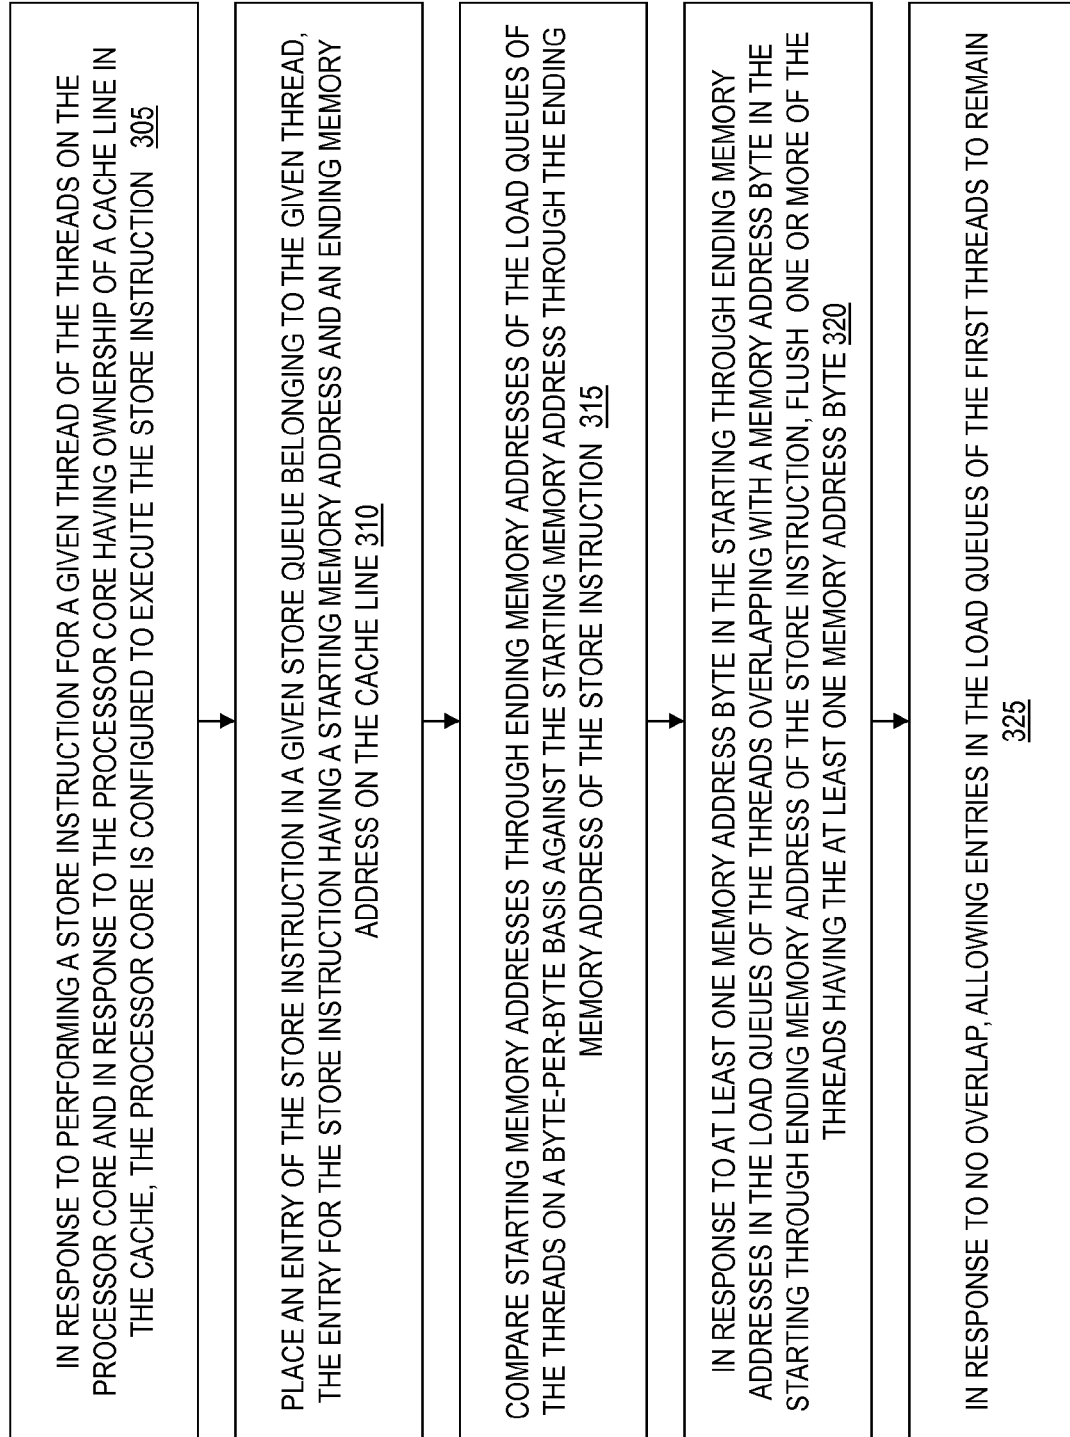 IN RESPONSE TO PERFORMING A STORE INSTRUCTION FOR A GIVEN THREAD OF THE THREADS ON THE
PROCESSOR CORE AND IN RESPONSE TO THE PROCESSOR CORE HAVING OWNERSHIP OF A CACHE LINE IN
THE CACHE, THE PROCESSOR CORE IS CONFIGURED TO EXECUTE THE STORE INSTRUCTION 305
PLACE AN ENTRY OF THE STORE INSTRUCTION IN A GIVEN STORE QUEUE BELONGING TO THE GIVEN THREAD,
THE ENTRY FOR THE STORE INSTRUCTION HAVING A STARTING MEMORY ADDRESS AND AN ENDING MEMORY
ADDRESS ON THE CACHE LINE 310
COMPARE STARTING MEMORY ADDRESSES THROUGH ENDING MEMORY ADDRESSES OF THE LOAD QUEUES OF
THE THREADS ON A BYTE-PER-BYTE BASIS AGAINST THE STARTING MEMORY ADDRESS THROUGH THE ENDING
MEMORY ADDRESS OF THE STORE INSTRUCTION 315
IN RESPONSE TO AT LEAST ONE MEMORY ADDRESS BYTE IN THE STARTING THROUGH ENDING MEMORY
ADDRESSES IN THE LOAD QUEUES OF THE THREADS OVERLAPPING WITH A MEMORY ADDRESS BYTE IN THE
STARTING THROUGH ENDING MEMORY ADDRESS OF THE STORE INSTRUCTION, FLUSH ONE OR MORE OF THE
THREADS HAVING THE AT LEAST ONE MEMORY ADDRESS BYTE 320
IN RESPONSE TO NO OVERLAP, ALLOWING ENTRIES IN THE LOAD QUEUES OF THE FIRST THREADS TO REMAIN
325